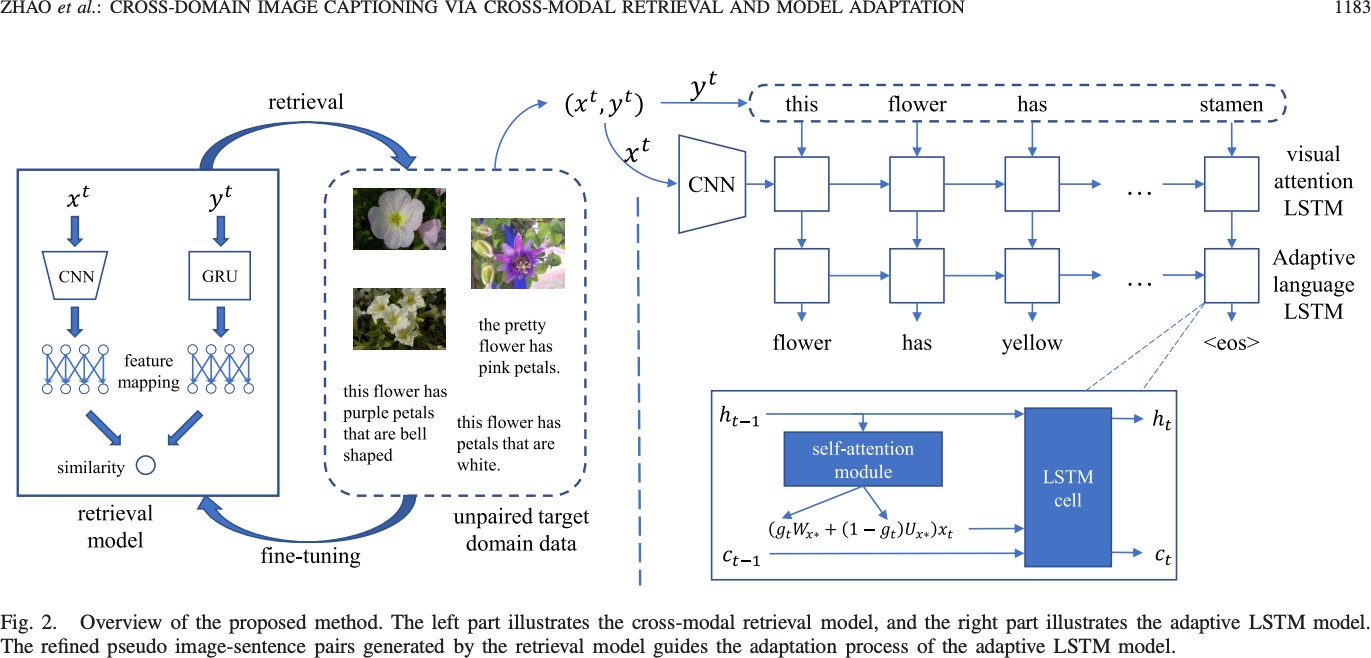 ZHAO et al.: CROSS-DOMAIN IMAGE CAPTIONING VIA CROSS-MODAL RETRIEVAL AND MODEL ADAPTATION 1183
retrieval
x^t
y^t
CNN
GRU
feature
mapping
similarity
retrieval
model
fine-tuning
the pretty
flower has
pink petals.
this flower has
purple petals
that are bell
shaped
this flower has
petals that are
white.
unpaired target
domain data
(x^t, y^t)
y^t
x^t
this flower has stamen
CNN
...
visual
attention
LSTM
...
Adaptive
language
LSTM
flower has yellow <eos>
h_{t-1}
self-attention
module
(g_t W_{x*} + (1 − g_t)U_{x*})x_t
c_{t-1}
LSTM
cell
h_t
c_t
Fig. 2. Overview of the proposed method. The left part illustrates the cross-modal retrieval model, and the right part illustrates the adaptive LSTM model.
The refined pseudo image-sentence pairs generated by the retrieval model guides the adaptation process of the adaptive LSTM model.